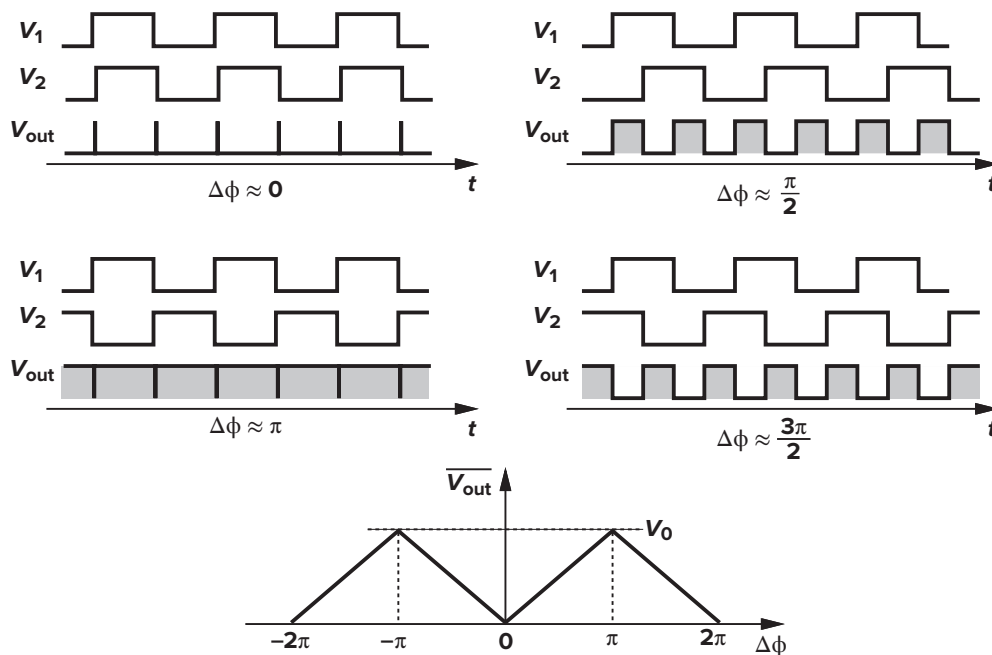 V1 V1
V2 V2
Vout Vout
t t
Δϕ ≈ 0 Δϕ ≈ π/2
V1 V1
V2 V2
Vout Vout
t t
Δϕ ≈ π Δϕ ≈ 3π/2
V̅o̅u̅t̅
V0
−2π −π 0 π 2π Δϕ